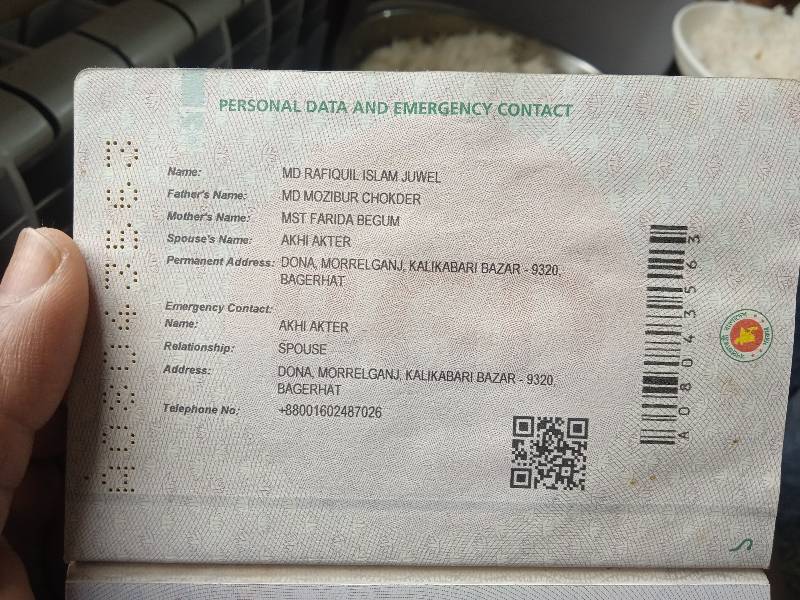 PERSONAL DATA AND EMERGENCY CONTACT
Name: MD RAFIQUIL ISLAM JUWEL
Father's Name: MD MOZIBUR CHOKDER
Mother's Name: MST FARIDA BEGUM
Spouse's Name: AKHI AKTER
Permanent Address: DONA, MORRELGANJ, KALIKABARI BAZAR - 9320,
BAGERHAT
Emergency Contact:
Name: AKHI AKTER
Relationship: SPOUSE
Address: DONA, MORRELGANJ, KALIKABARI BAZAR - 9320,
BAGERHAT
Telephone No: +88001602487026
A08043563
A08043563